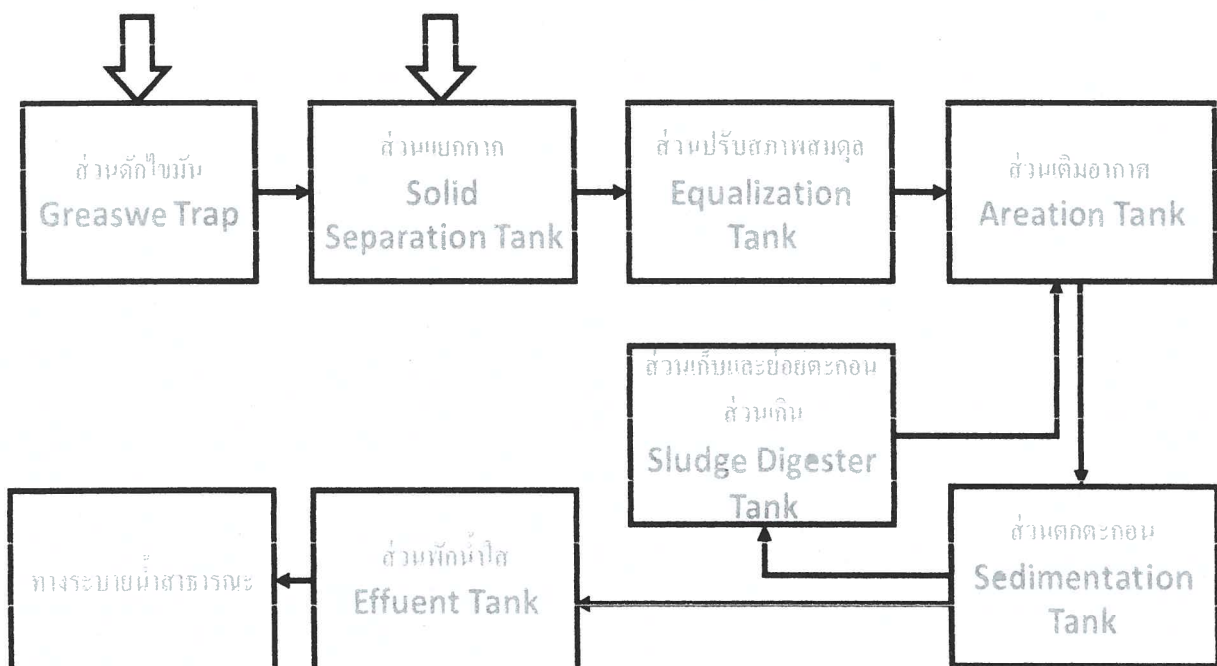 ส่วนดักไขมัน
Greaswe Trap
ส่วนแยกกาก
Solid
Separation Tank
ส่วนปรับสภาพสมดุล
Equalization
Tank
ส่วนเติมอากาศ
Areation Tank
ส่วนเก็บและย่อยตะกอน
ส่วนเกิน
Sludge Digester
Tank
ส่วนตกตะกอน
Sedimentation
Tank
ส่วนพักน้ำใส
Effuent Tank
ทางระบายน้ำสาธารณะ